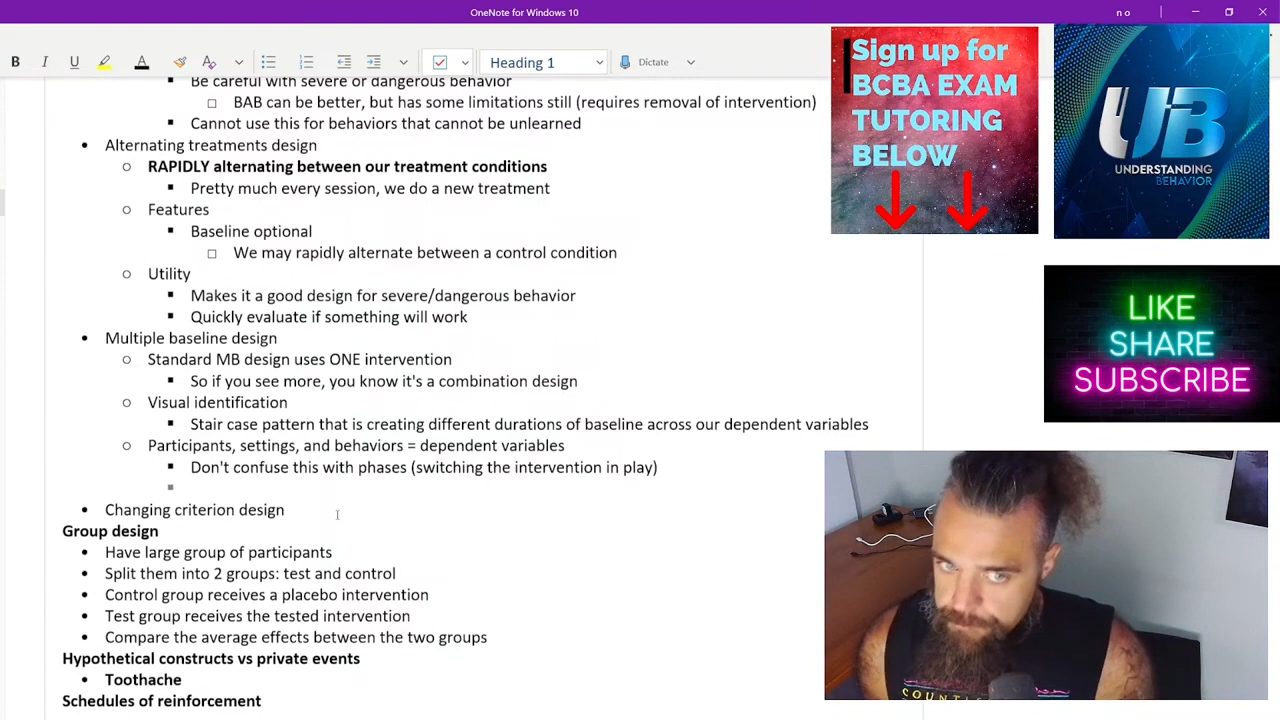 OneNote for Windows 10
n o
B I U A A Heading 1 Dictate
Be careful with severe or dangerous behavior
BAB can be better, but has some limitations still (requires removal of intervention)
Cannot use this for behaviors that cannot be unlearned
Alternating treatments design
RAPIDLY alternating between our treatment conditions
Pretty much every session, we do a new treatment
Features
Baseline optional
We may rapidly alternate between a control condition
Utility
Makes it a good design for severe/dangerous behavior
Quickly evaluate if something will work
Multiple baseline design
Standard MB design uses ONE intervention
So if you see more, you know it's a combination design
Visual identification
Stair case pattern that is creating different durations of baseline across our dependent variables
Participants, settings, and behaviors = dependent variables
Don't confuse this with phases (switching the intervention in play)
Changing criterion design
Group design
Have large group of participants
Split them into 2 groups: test and control
Control group receives a placebo intervention
Test group receives the tested intervention
Compare the average effects between the two groups
Hypothetical constructs vs private events
Toothache
Schedules of reinforcement
Sign up for
BCBA EXAM
TUTORING
BELOW
UB
UNDERSTANDING
BEHAVIOR
LIKE
SHARE
SUBSCRIBE